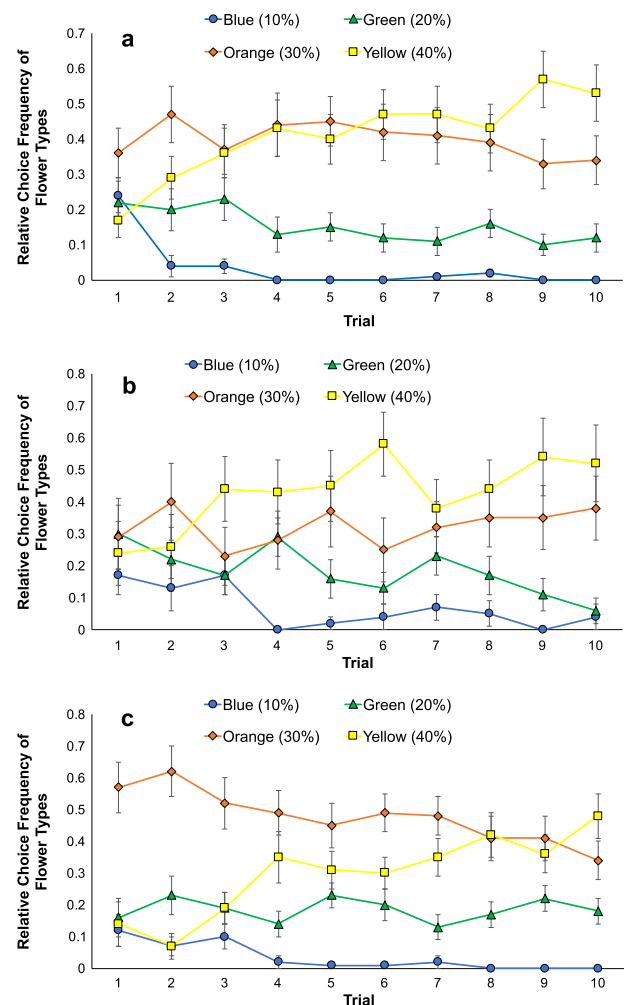 a
Blue (10%) Green (20%)
Orange (30%) Yellow (40%)
Relative Choice Frequency of
Flower Types
0.7
0.6
0.5
0.4
0.3
0.2
0.1
0
1 2 3 4 5 6 7 8 9 10
Trial
b
Blue (10%) Green (20%)
Orange (30%) Yellow (40%)
Relative Choice Frequency of
Flower Types
0.8
0.7
0.6
0.5
0.4
0.3
0.2
0.1
0
1 2 3 4 5 6 7 8 9 10
Trial
c
Blue (10%) Green (20%)
Orange (30%) Yellow (40%)
Relative Choice Frequency of
Flower Types
0.8
0.7
0.6
0.5
0.4
0.3
0.2
0.1
0
1 2 3 4 5 6 7 8 9 10
Trial